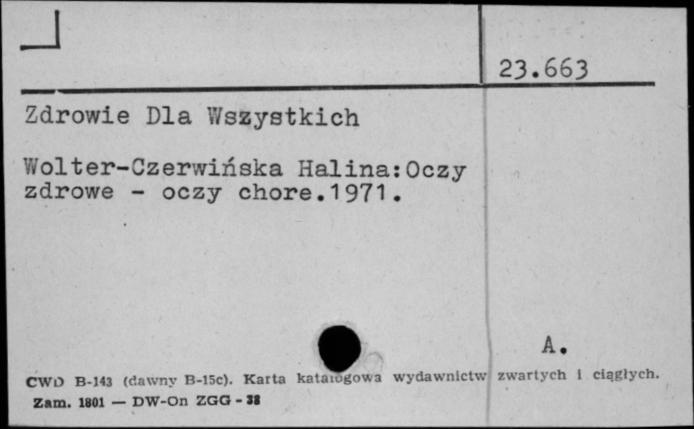 23.663
Zdrowie Dla Wszystkich
Wolter-Czerwińska Halina:Oczy
zdrowe - oczy chore.1971.
A.
CWD B-143 (dawny B-15c). Karta katalogowa wydawnictw zwartych i ciągłych.
Zam. 1801 — DW-On ZGG - 38